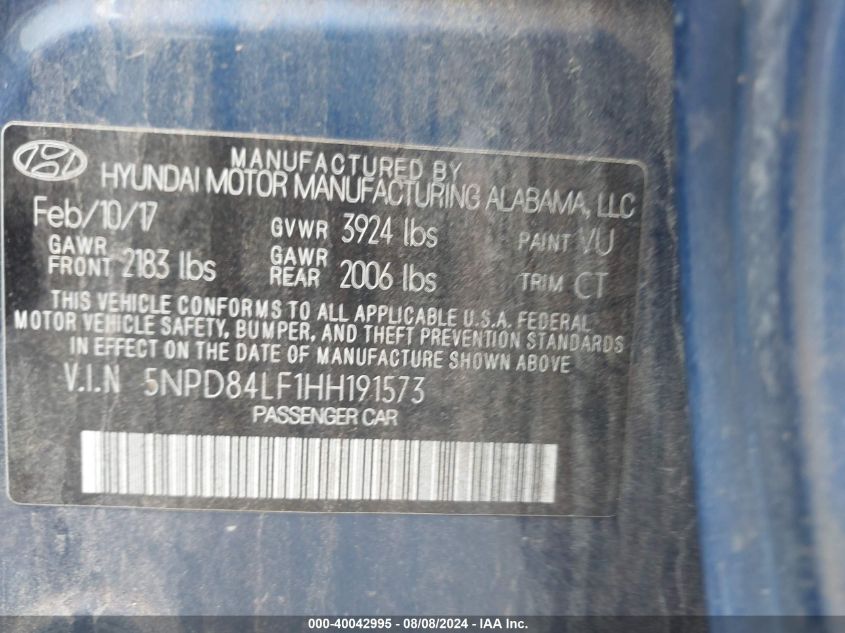 MANUFACTURED BY
HYUNDAI MOTOR MANUFACTURING ALABAMA, LLC
Feb/10/17 GVWR 3924 lbs PAINT VU
GAWR FRONT 2183 lbs GAWR REAR 2006 lbs TRIM CT
THIS VEHICLE CONFORMS TO ALL APPLICABLE U.S.A. FEDERAL
MOTOR VEHICLE SAFETY, BUMPER, AND THEFT PREVENTION STANDARDS
IN EFFECT ON THE DATE OF MANUFACTURE SHOWN ABOVE.
V.I.N 5NPD84LF1HH191573
PASSENGER CAR
000-40042995 - 08/08/2024 - IAA Inc.